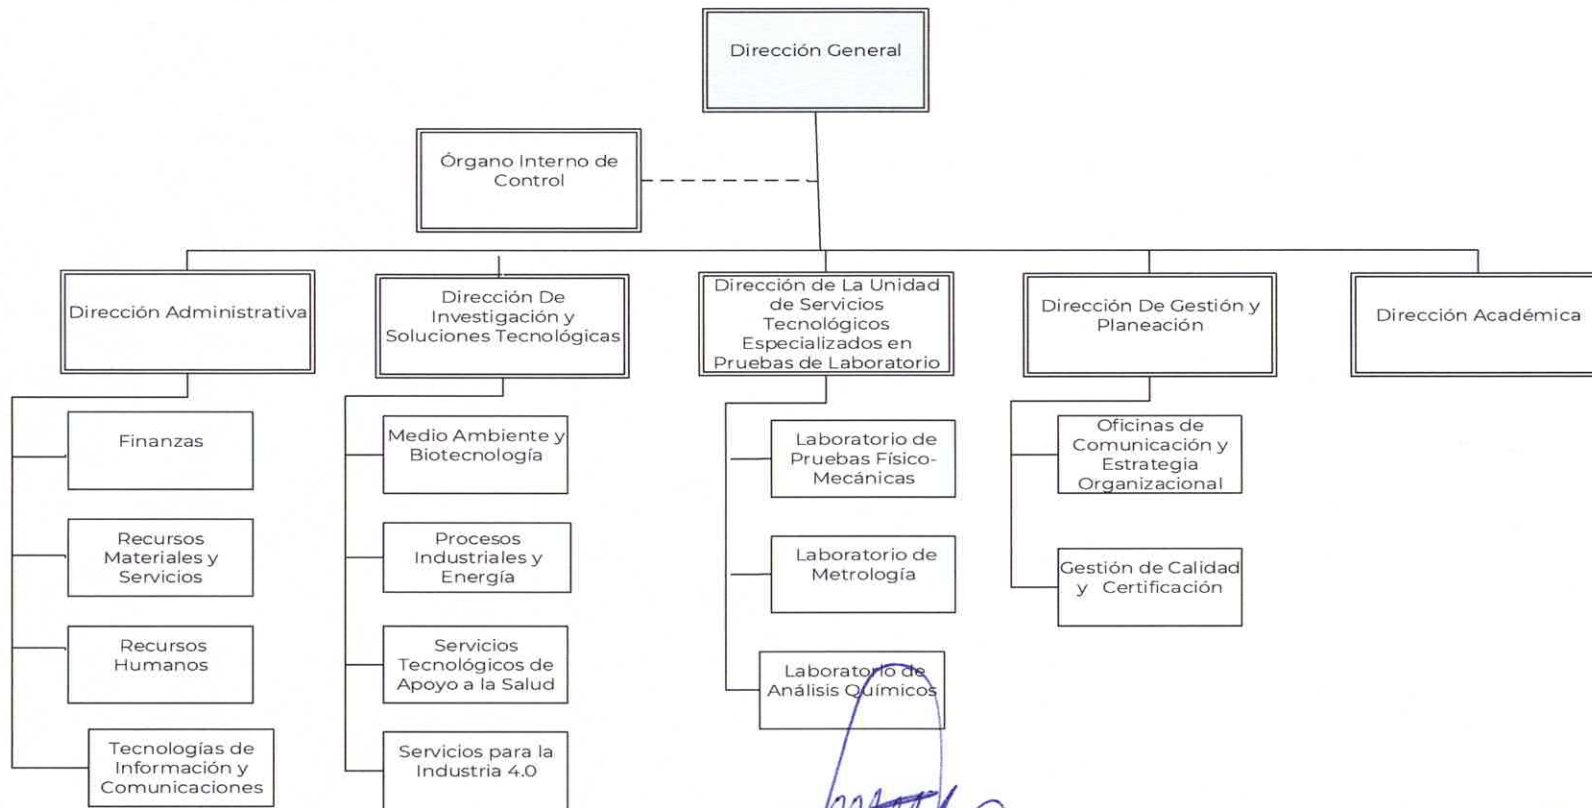 Dirección General
Órgano Interno de
Control
Dirección Administrativa
Dirección De
Investigación y
Soluciones Tecnológicas
Dirección de La Unidad
de Servicios
Tecnológicos
Especializados en
Pruebas de Laboratorio
Dirección De Gestión y
Planeación
Dirección Académica
Finanzas
Recursos
Materiales y
Servicios
Recursos
Humanos
Tecnologías de
Información y
Comunicaciones
Medio Ambiente y
Biotecnología
Procesos
Industriales y
Energía
Servicios
Tecnológicos de
Apoyo a la Salud
Servicios para la
Industria 4.0
Laboratorio de
Pruebas Físico-
Mecánicas
Laboratorio de
Metrología
Laboratorio de
Análisis Químicos
Oficinas de
Comunicación y
Estrategia
Organizacional
Gestión de Calidad
y Certificación